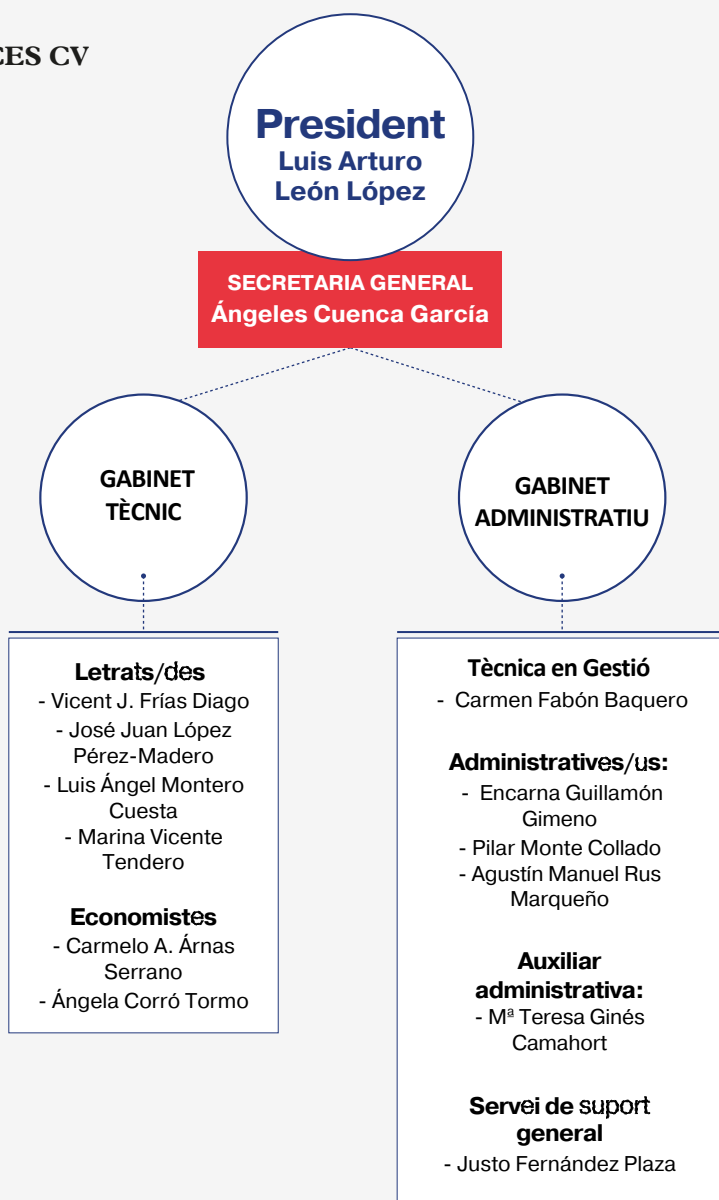 CES CV
President
Luis Arturo
León López
SECRETARIA GENERAL
Ángeles Cuenca García
GABINET
TÈCNIC
GABINET
ADMINISTRATIU
Letrats/des
- Vicent J. Frías Diago
- José Juan López
Pérez-Madero
- Luis Ángel Montero
Cuesta
- Marina Vicente
Tendero
Economistes
- Carmelo A. Árnas
Serrano
- Ángela Corró Tormo
Tècnica en Gestió
- Carmen Fabón Baquero
Administratives/us:
- Encarna Guillamón
Gimeno
- Pilar Monte Collado
- Agustín Manuel Rus
Marqueño
Auxiliar
administrativa:
- Mª Teresa Ginés
Camahort
Servei de suport
general
- Justo Fernández Plaza